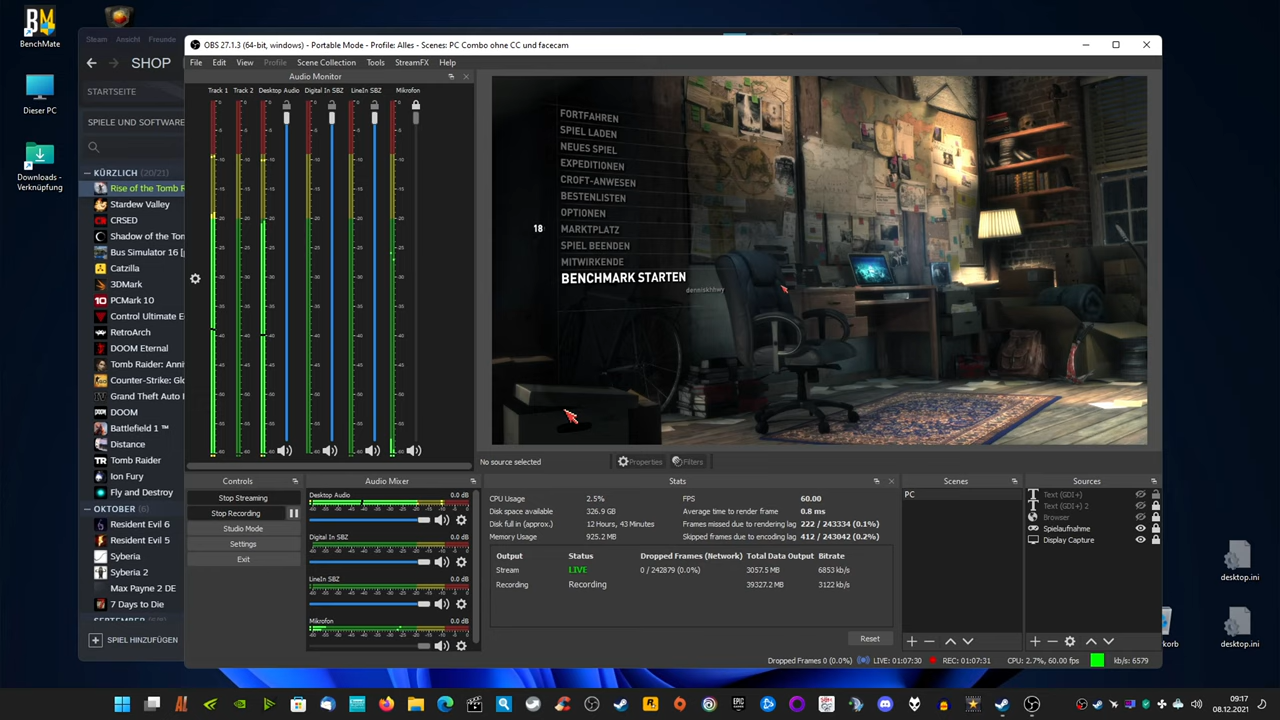 BenchMate
Dieser PC
Downloads -
Verknüpfung
Steam Ansicht Freunde
SHOP
STARTSEITE
SPIELE UND SOFTWARE
KÜRZLICH (20/21)
Rise of the Tomb R
Stardew Valley
CRSED
Shadow of the Tom
Bus Simulator 16 [
Catzilla
3DMark
PCMark 10
Control Ultimate E
RetroArch
DOOM Eternal
Tomb Raider: Anni
Counter-Strike: Glo
Grand Theft Auto
DOOM
Battlefield 1 ™
Distance
Tomb Raider
Ion Fury
Fly and Destroy
OKTOBER (6)
Resident Evil 6
Resident Evil 5
Syberia
Syberia 2
Max Payne 2 DE
7 Days to Die
SEPTEMBER
SPIEL HINZUFÜGEN
OBS 27.1.3 (64-bit, windows) - Portable Mode - Profile: Alles - Scenes: PC Combo ohne CC und facecam
File Edit View Profile Scene Collection Tools StreamFX Help
Audio Monitor
Track 1 Track 2 Desktop Audio Digital In SBZ LineIn SBZ Mikrofon
FORTFAHREN
SPIEL LADEN
NEUES SPIEL
EXPEDITIONEN
CROFT-ANWESEN
BESTENLISTEN
OPTIONEN
18 MARKTPLATZ
SPIEL BEENDEN
MITWIRKENDE
BENCHMARK STARTEN
denniskhhwy
No source selected
Properties
Filters
Controls
Stop Streaming
Stop Recording
Studio Mode
Settings
Exit
Audio Mixer
Desktop Audio 0.0 dB
Digital In SBZ 0.0 dB
LineIn SBZ 0.0 dB
Mikrofon 0.0 dB
Stats
CPU Usage 2.5% FPS 60.00
Disk space available 326.9 GB Average time to render frame 0.8 ms
Disk full in (approx.) 12 Hours, 43 Minutes Frames missed due to rendering lag 222 / 243334 (0.1%)
Memory Usage 925.2 MB Skipped frames due to encoding lag 412 / 243042 (0.2%)
Output Status Dropped Frames (Network) Total Data Output Bitrate
Stream LIVE 0 / 242879 (0.0%) 3057.5 MB 6853 kb/s
Recording Recording 39327.2 MB 3122 kb/s
Reset
Scenes
PC
Sources
Text (GDI+)
Text (GDI+) 2
Browser
Spielaufnahme
Display Capture
Dropped Frames 0 (0.0%) LIVE: 01:07:30 REC: 01:07:31 CPU: 2.7%, 60.00 fps kb/s: 6579
desktop.ini
korb
desktop.ini
09:17
08.12.2021